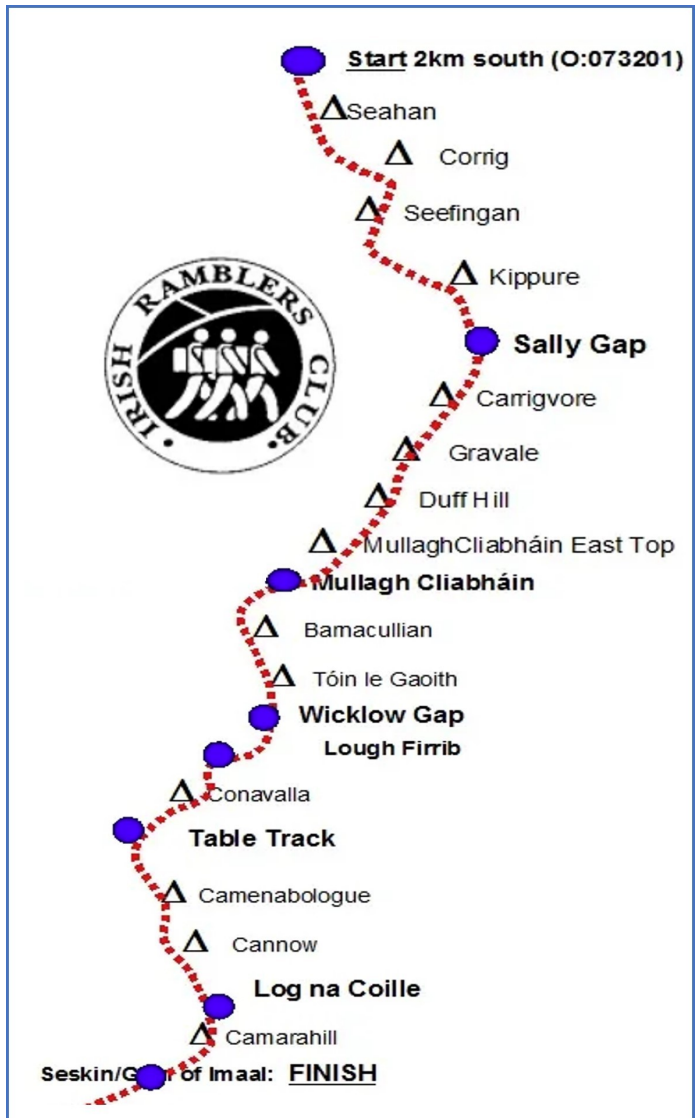 Start 2km south (O:073201)
Seahan
Corrig
Seefingan
Kippure
IRISH RAMBLERS CLUB
Sally Gap
Carrigvore
Gravale
Duff Hill
MullaghCliabháin East Top
Mullagh Cliabháin
Barnacullian
Tóin le Gaoith
Wicklow Gap
Lough Firrib
Conavalla
Table Track
Camenabologue
Cannow
Log na Coille
Camarahill
Seskin/ of Imaal: FINISH